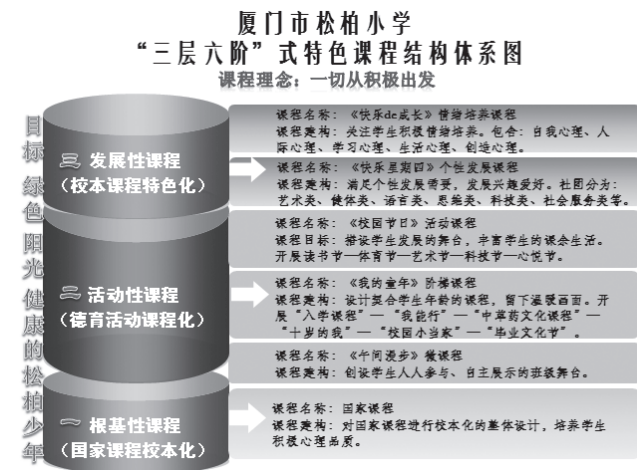 厦门市松柏小学
“三层六阶”式特色课程结构体系图
课程理念：一切从积极出发
目标 绿色 阳光 健康的松柏少年
三 发展性课程
（校本课程特色化）
课程名称：《快乐de成长》情绪培养课程
课程建构：关注学生积极情绪培养。包含：自我心理、人
际心理、学习心理、生活心理、创造心理。
课程名称：《快乐星期四》个性发展课程
课程建构：满足个性发展需要，发展兴趣爱好。社团分为：
艺术类、健体类、语言类、思维类、科技类、社会服务类等。
二 活动性课程
（德育活动课程化）
课程名称：《校园节日》活动课程
课程目标：搭设学生发展的舞台，丰富学生的课余生活。
开展读书节—体育节—艺术节—科技节—心悦节。
课程名称：《我的童年》阶梯课程
课程建构：设计契合学生年龄的课程，留下温暖画面。开
展“入学课程”—“我能行”—“中草药文化课程”—
“十岁的我”—“校园小当家”—“毕业文化节”。
课程名称：《午间漫步》微课程
课程建构：创设学生人人参与、自主展示的班级舞台。
一 根基性课程
（国家课程校本化）
课程名称：国家课程
课程建构：对国家课程进行校本化的整体设计，培养学生
积极心理品质。